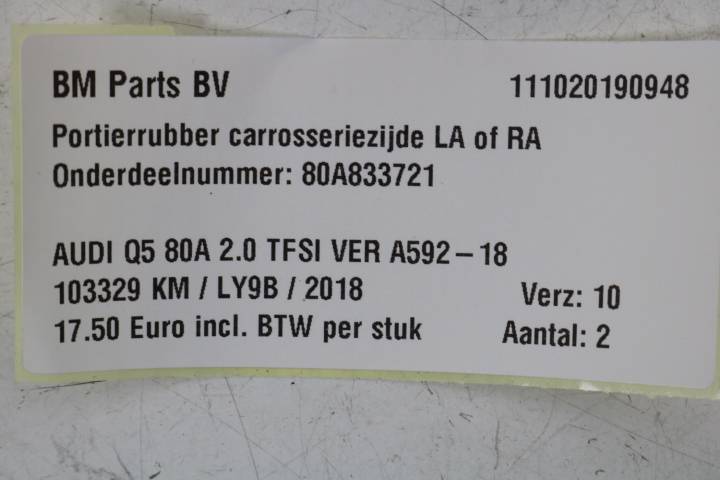 BM Parts BV 111020190948
Portierrubber carrosseriezijde LA of RA
Onderdeelnummer: 80A833721
AUDI Q5 80A 2.0 TFSI VER A592-18
103329 KM / LY9B / 2018 Verz: 10
17.50 Euro incl. BTW per stuk Aantal: 2